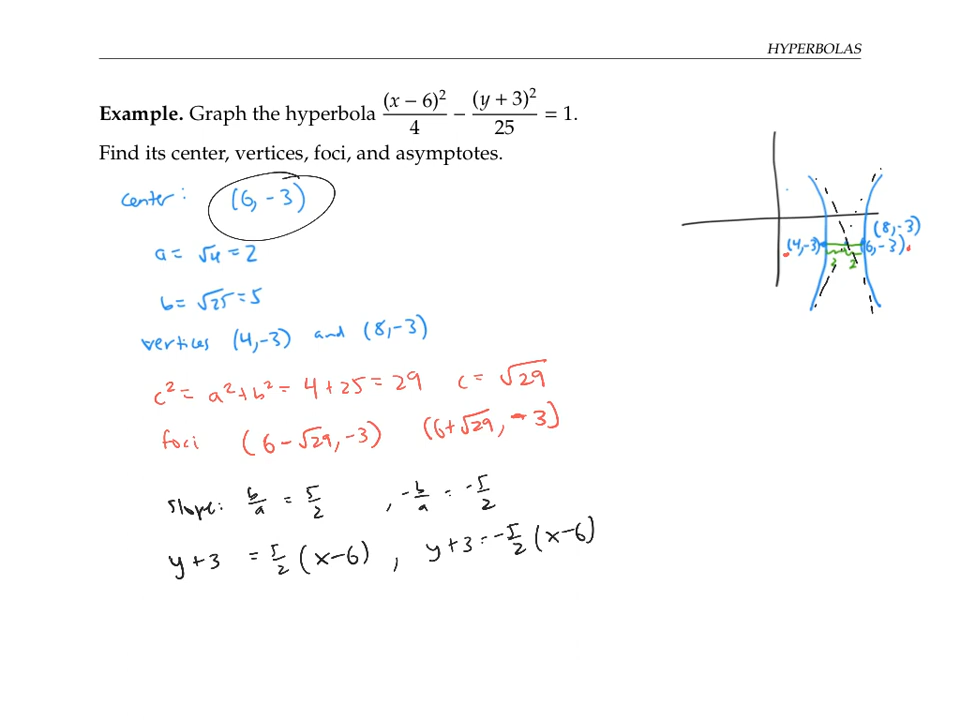 HYPERBOLAS
Example. Graph the hyperbola (x − 6)²/4 − (y + 3)²/25 = 1.
Find its center, vertices, foci, and asymptotes.
center: (6, -3)
a = √4 = 2
b = √25 = 5
vertices (4,-3) and (8,-3)
c² = a²+b² = 4+25 = 29 c = √29
foci (6-√29, -3) (6+√29, -3)
slope: b/a = 5/2 , -b/a = -5/2
y+3 = 5/2 (x-6) , y+3 = -5/2 (x-6)
(8,-3)
(4,-3) (6,-3)
2 2